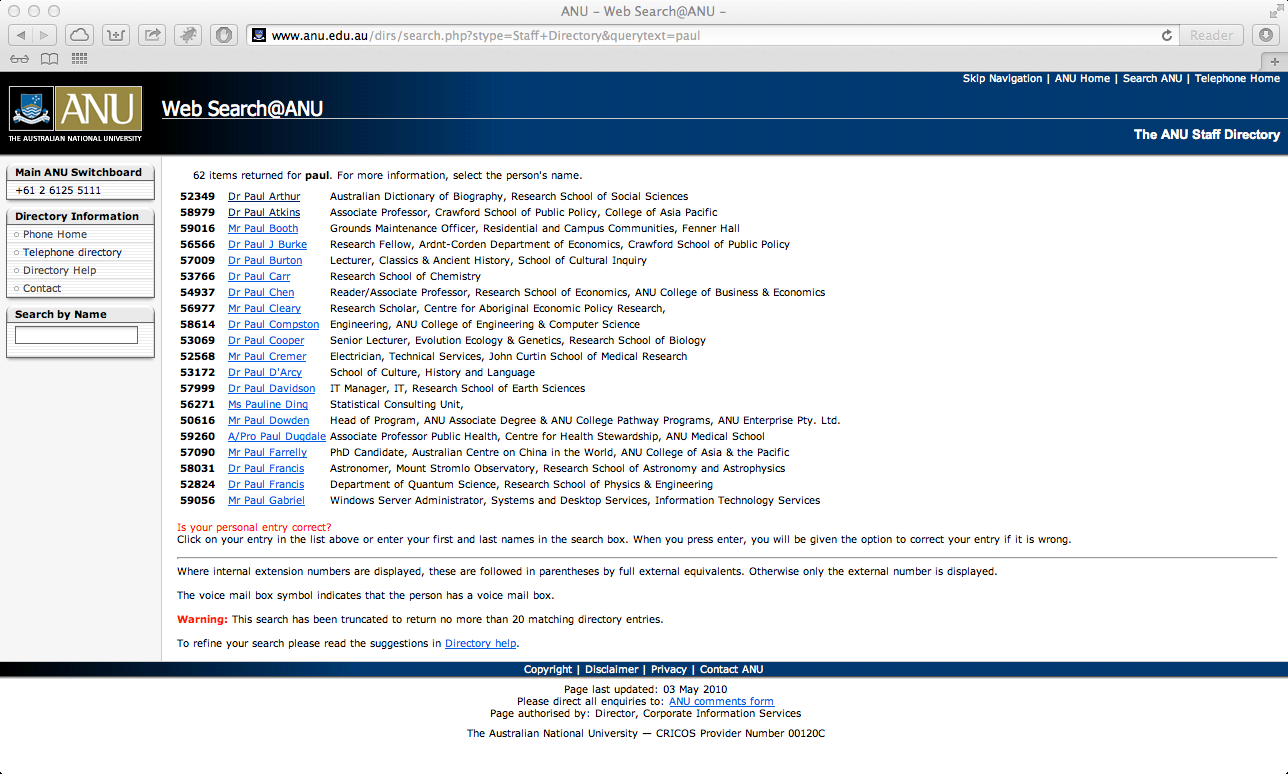 ANU – Web Search@ANU –
www.anu.edu.au/dirs/search.php?stype=Staff+Directory&querytext=paul
Reader
Skip Navigation | ANU Home | Search ANU | Telephone Home
ANU
THE AUSTRALIAN NATIONAL UNIVERSITY
Web Search@ANU
The ANU Staff Directory
Main ANU Switchboard
+61 2 6125 5111
Directory Information
Phone Home
Telephone directory
Directory Help
Contact
Search by Name
62 items returned for paul. For more information, select the person's name.
52349 Dr Paul Arthur Australian Dictionary of Biography, Research School of Social Sciences
58979 Dr Paul Atkins Associate Professor, Crawford School of Public Policy, College of Asia Pacific
59016 Mr Paul Booth Grounds Maintenance Officer, Residential and Campus Communities, Fenner Hall
56566 Dr Paul J Burke Research Fellow, Ardnt-Corden Department of Economics, Crawford School of Public Policy
57009 Dr Paul Burton Lecturer, Classics & Ancient History, School of Cultural Inquiry
53766 Dr Paul Carr Research School of Chemistry
54937 Dr Paul Chen Reader/Associate Professor, Research School of Economics, ANU College of Business & Economics
56977 Mr Paul Cleary Research Scholar, Centre for Aboriginal Economic Policy Research,
58614 Dr Paul Compston Engineering, ANU College of Engineering & Computer Science
53069 Dr Paul Cooper Senior Lecturer, Evolution Ecology & Genetics, Research School of Biology
52568 Mr Paul Cremer Electrician, Technical Services, John Curtin School of Medical Research
53172 Dr Paul D'Arcy School of Culture, History and Language
57999 Dr Paul Davidson IT Manager, IT, Research School of Earth Sciences
56271 Ms Pauline Ding Statistical Consulting Unit,
50616 Mr Paul Dowden Head of Program, ANU Associate Degree & ANU College Pathway Programs, ANU Enterprise Pty. Ltd.
59260 A/Pro Paul Dugdale Associate Professor Public Health, Centre for Health Stewardship, ANU Medical School
57090 Mr Paul Farrelly PhD Candidate, Australian Centre on China in the World, ANU College of Asia & the Pacific
58031 Dr Paul Francis Astronomer, Mount Stromlo Observatory, Research School of Astronomy and Astrophysics
52824 Dr Paul Francis Department of Quantum Science, Research School of Physics & Engineering
59056 Mr Paul Gabriel Windows Server Administrator, Systems and Desktop Services, Information Technology Services
Is your personal entry correct?
Click on your entry in the list above or enter your first and last names in the search box. When you press enter, you will be given the option to correct your entry if it is wrong.
Where internal extension numbers are displayed, these are followed in parentheses by full external equivalents. Otherwise only the external number is displayed.
The voice mail box symbol indicates that the person has a voice mail box.
Warning: This search has been truncated to return no more than 20 matching directory entries.
To refine your search please read the suggestions in Directory help.
Copyright | Disclaimer | Privacy | Contact ANU
Page last updated: 03 May 2010
Please direct all enquiries to: ANU comments form
Page authorised by: Director, Corporate Information Services
The Australian National University — CRICOS Provider Number 00120C